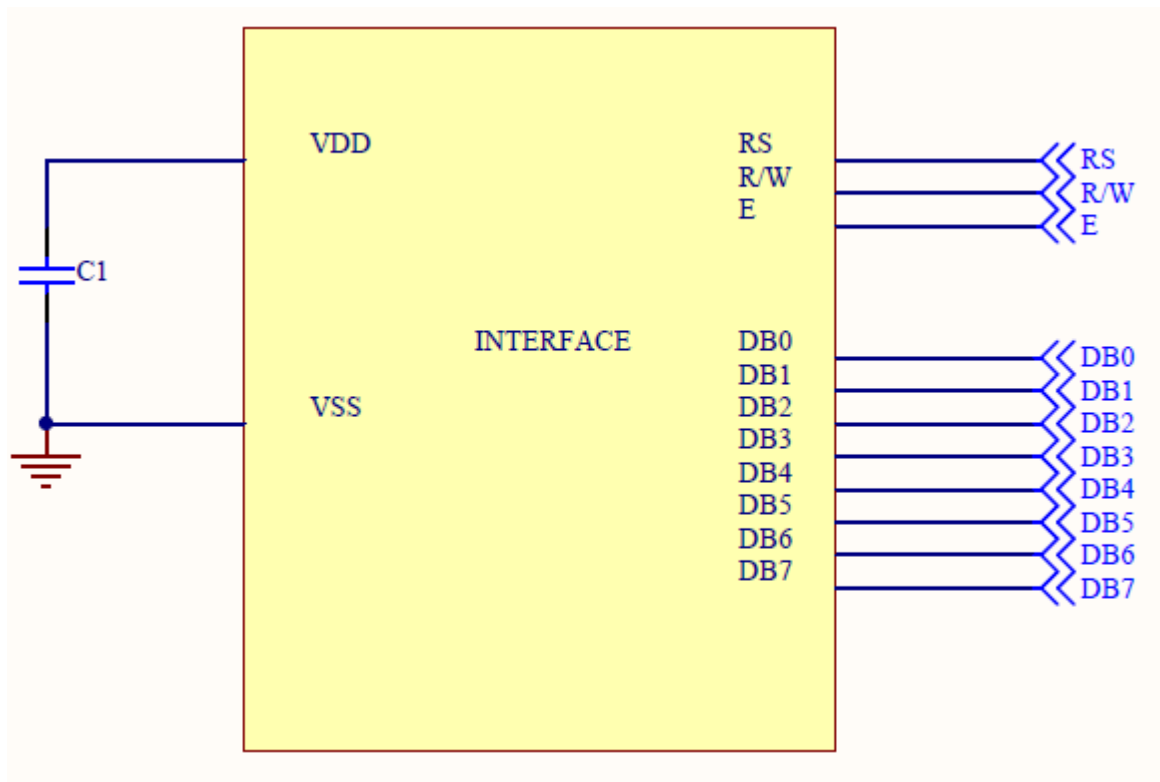 VDD
RS
RS
R/W
R/W
E
E
C1
INTERFACE
DB0
DB0
DB1
DB1
VSS
DB2
DB2
DB3
DB3
DB4
DB4
DB5
DB5
DB6
DB6
DB7
DB7